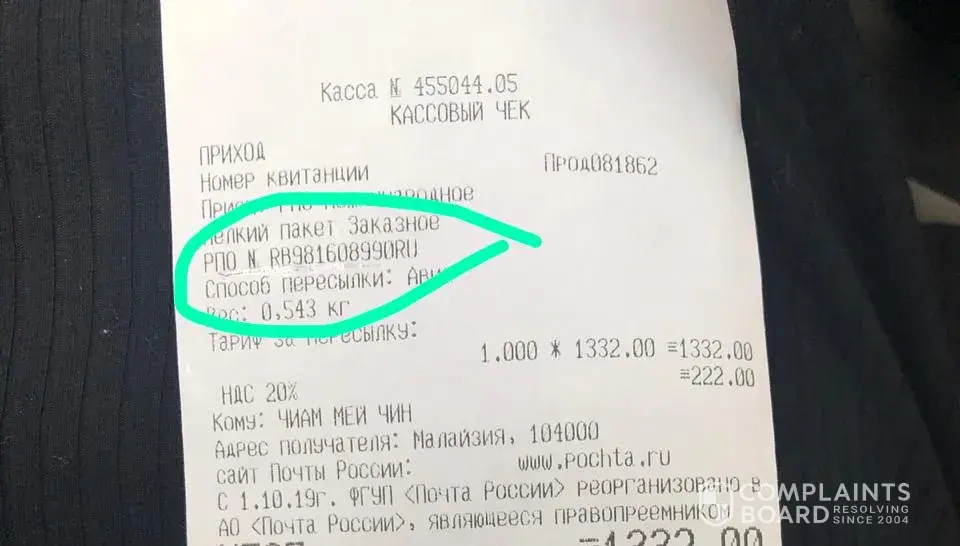 Касса № 455044.05
КАССОВЫЙ ЧЕК
ПРИХОД
Номер квитанции Прод081862
РПО
Мелкий пакет Заказное
РПО № RB981608990RU
Способ пересылки:
Вес: 0,543 кг
Тариф за пересылку:
1.000 * 1332.00 ≡1332.00
≡222.00
НДС 20%
Кому: ЧИАМ МЕЙ ЧИН
Адрес получателя: Малайзия, 104000
сайт Почты России: www.pochta.ru
С 1.10.19г. ФГУП <Почта России> реорганизовано в
АО <Почта России>, являющееся правопреемником
≡1332.00
COMPLAINTS
BOARD RESOLVING
SINCE 2004